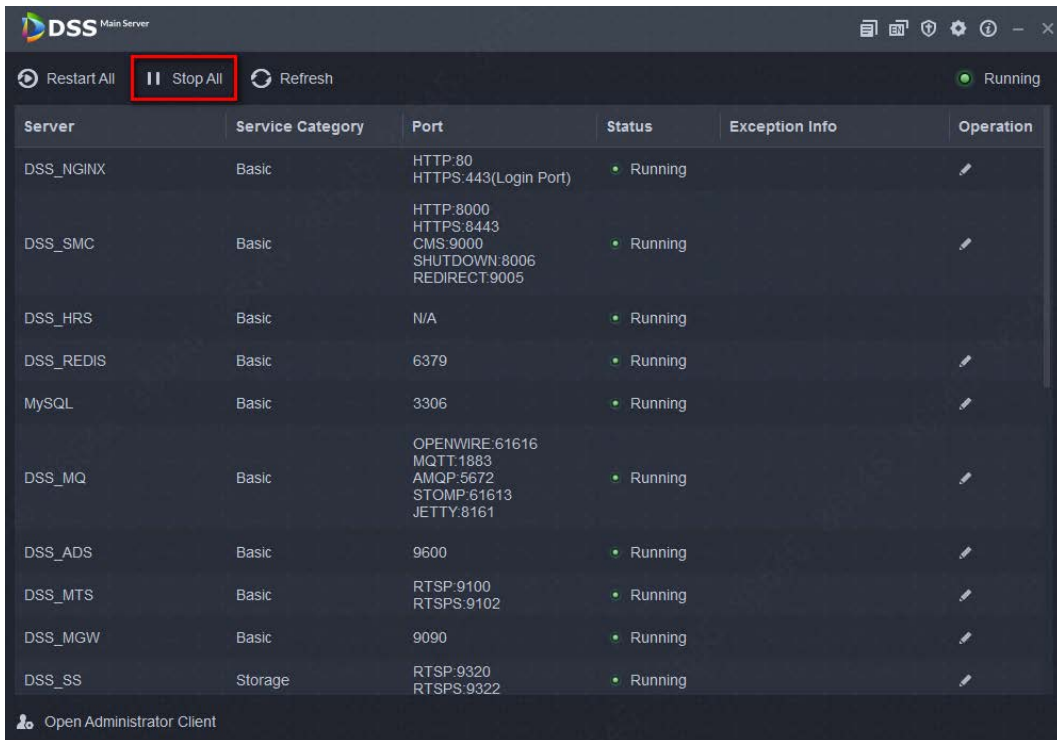 DSS Main Server
EN
Restart All Stop All Refresh Running
Server Service Category Port Status Exception Info Operation
DSS_NGINX Basic HTTP:80 Running
HTTPS:443(Login Port)
HTTP:8000
HTTPS:8443
DSS_SMC Basic CMS:9000 Running
SHUTDOWN:8006
REDIRECT:9005
DSS_HRS Basic N/A Running
DSS_REDIS Basic 6379 Running
MySQL Basic 3306 Running
OPENWIRE:61616
MQTT:1883
DSS_MQ Basic AMQP:5672 Running
STOMP:61613
JETTY:8161
DSS_ADS Basic 9600 Running
DSS_MTS Basic RTSP:9100 Running
RTSPS:9102
DSS_MGW Basic 9090 Running
DSS_SS Storage RTSP:9320 Running
RTSPS:9322
Open Administrator Client